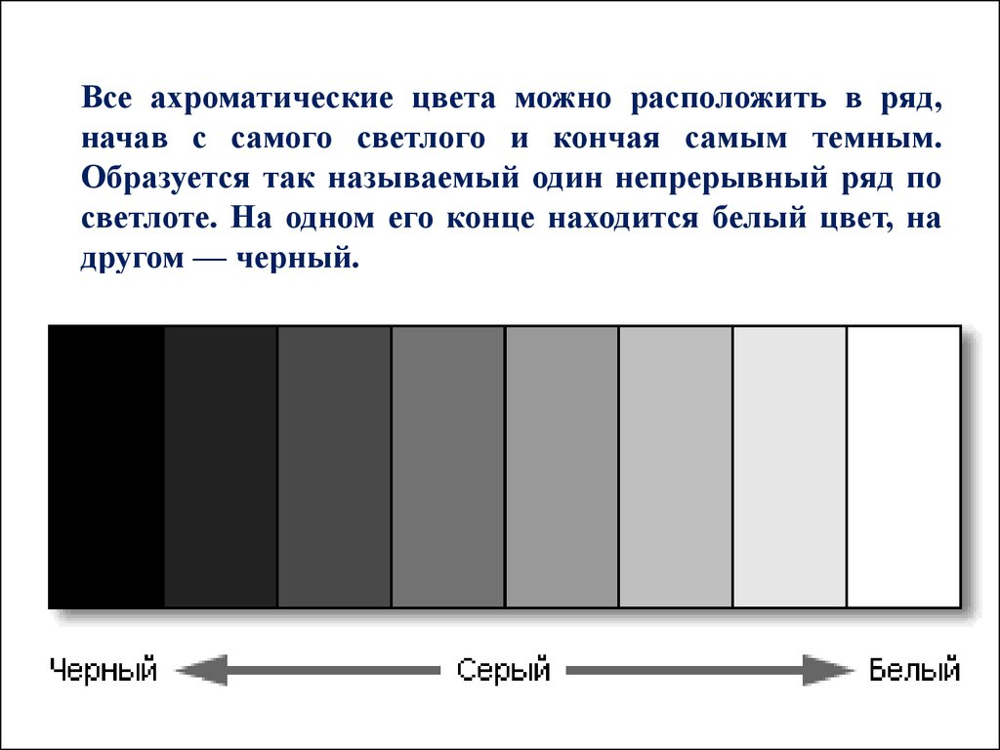 Все ахроматические цвета можно расположить в ряд,
начав с самого светлого и кончая самым темным.
Образуется так называемый один непрерывный ряд по
светлоте. На одном его конце находится белый цвет, на
другом — черный.
Черный Серый Белый